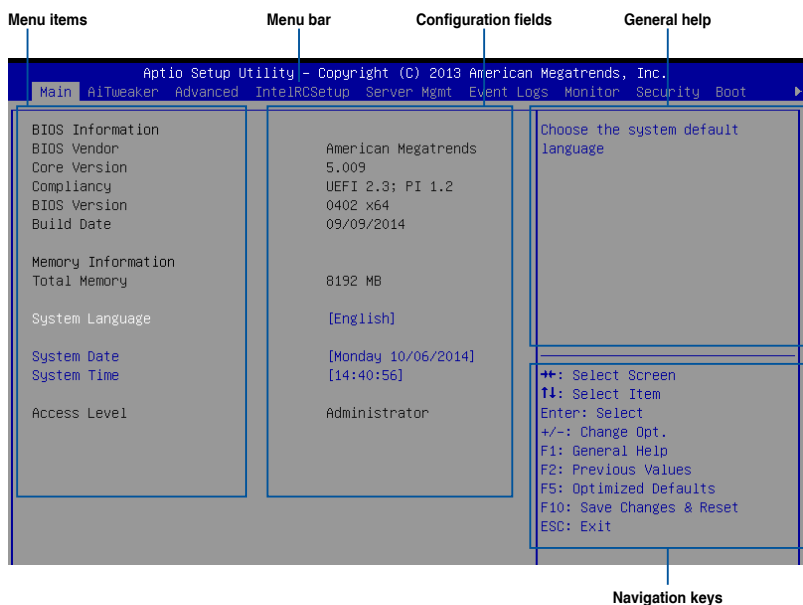 Menu items Menu bar Configuration fields General help
Aptio Setup Utility – Copyright (C) 2013 American Megatrends, Inc.
Main AiTweaker Advanced IntelRCSetup Server Mgmt Event Logs Monitor Security Boot
BIOS Information
BIOS Vendor American Megatrends
Core Version 5.009
Compliancy UEFI 2.3; PI 1.2
BIOS Version 0402 x64
Build Date 09/09/2014
Memory Information
Total Memory 8192 MB
System Language [English]
System Date [Monday 10/06/2014]
System Time [14:40:56]
Access Level Administrator
Choose the system default
language
→←: Select Screen
↑↓: Select Item
Enter: Select
+/-: Change Opt.
F1: General Help
F2: Previous Values
F5: Optimized Defaults
F10: Save Changes & Reset
ESC: Exit
Navigation keys